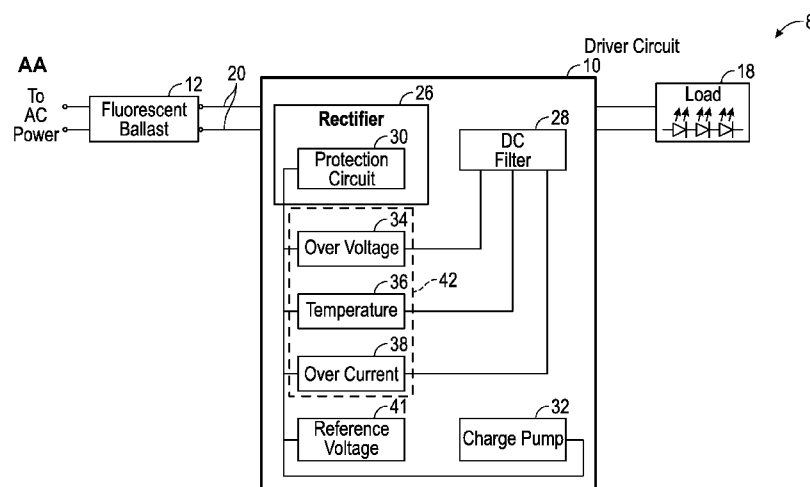 8
Driver Circuit
AA
To
AC
Power
12
Fluorescent
Ballast
20
10
18
Load
26
Rectifier
30
Protection
Circuit
28
DC
Filter
34
Over Voltage
42
36
Temperature
38
Over Current
41
Reference
Voltage
32
Charge Pump